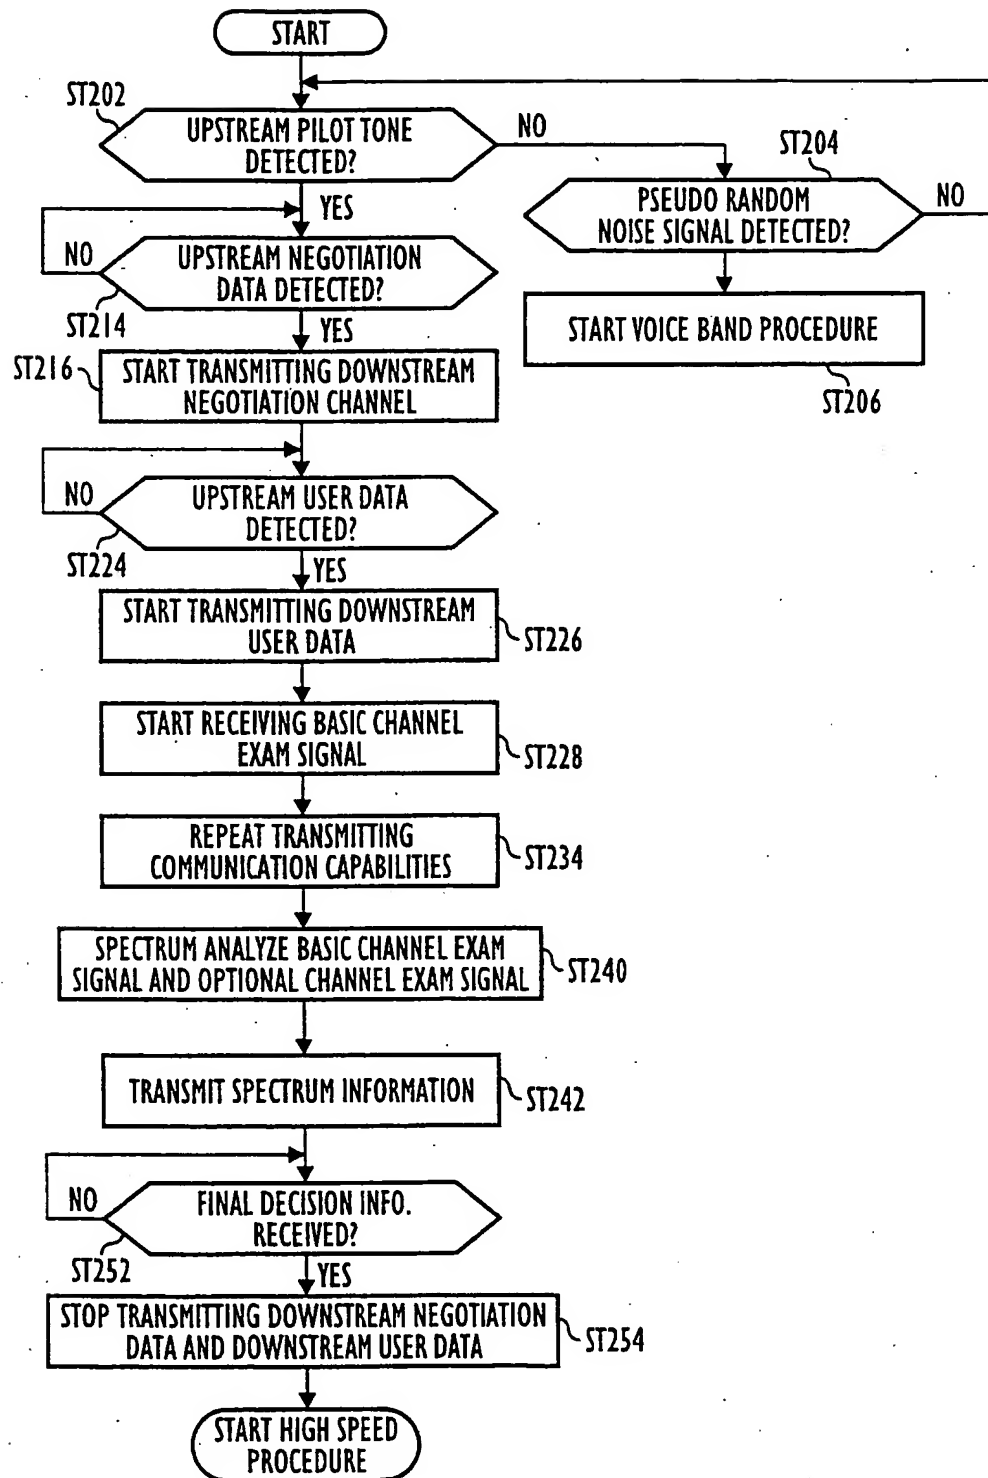 START
ST202
UPSTREAM PILOT TONE
DETECTED?
NO
ST204
PSEUDO RANDOM
NOISE SIGNAL DETECTED?
NO
YES
NO
UPSTREAM NEGOTIATION
DATA DETECTED?
ST214
YES
START VOICE BAND PROCEDURE
ST206
ST216
START TRANSMITTING DOWNSTREAM
NEGOTIATION CHANNEL
NO
UPSTREAM USER DATA
DETECTED?
ST224
YES
START TRANSMITTING DOWNSTREAM
USER DATA
ST226
START RECEIVING BASIC CHANNEL
EXAM SIGNAL
ST228
REPEAT TRANSMITTING
COMMUNICATION CAPABILITIES
ST234
SPECTRUM ANALYZE BASIC CHANNEL EXAM
SIGNAL AND OPTIONAL CHANNEL EXAM SIGNAL
ST240
TRANSMIT SPECTRUM INFORMATION
ST242
NO
FINAL DECISION INFO.
RECEIVED?
ST252
YES
STOP TRANSMITTING DOWNSTREAM NEGOTIATION
DATA AND DOWNSTREAM USER DATA
ST254
START HIGH SPEED
PROCEDURE